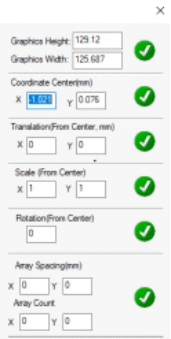 Graphics Height: 129.12
Graphics Width: 125.687
Coordinate Center(mm)
X -1.021 Y 0.076
Translation(From Center, mm)
X 0 Y 0
Scale (From Center)
X 1 Y 1
Rotation(From Center)
0
Array Spacing(mm)
X 0 Y 0
Array Count
X 0 Y 0